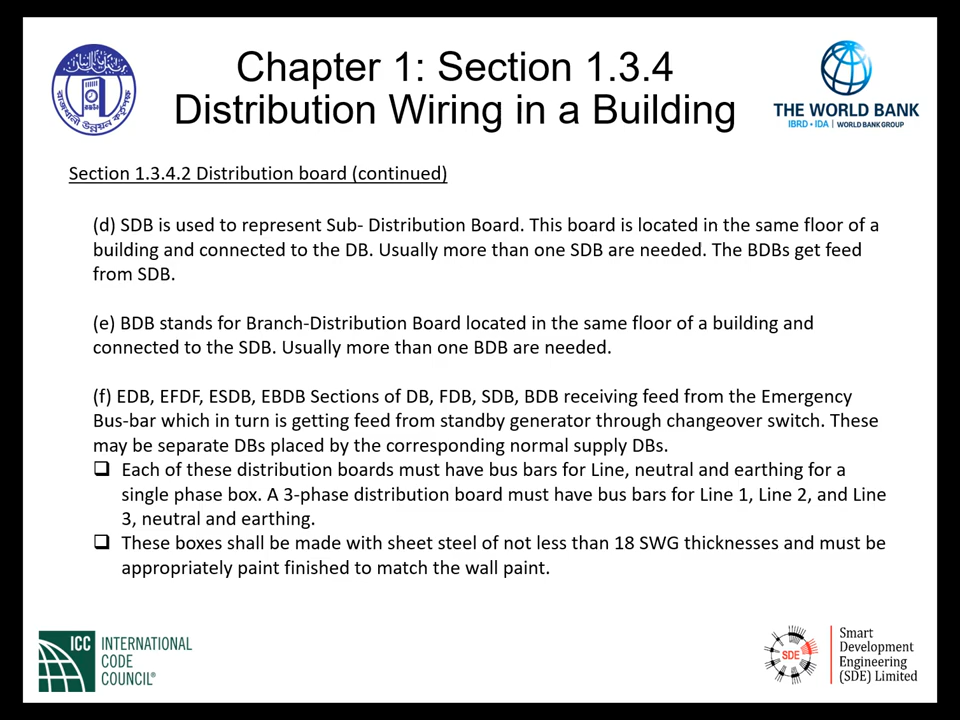 Chapter 1: Section 1.3.4
Distribution Wiring in a Building
THE WORLD BANK
IBRD • IDA | WORLD BANK GROUP
Section 1.3.4.2 Distribution board (continued)
(d) SDB is used to represent Sub- Distribution Board. This board is located in the same floor of a
building and connected to the DB. Usually more than one SDB are needed. The BDBs get feed
from SDB.
(e) BDB stands for Branch-Distribution Board located in the same floor of a building and
connected to the SDB. Usually more than one BDB are needed.
(f) EDB, EFDF, ESDB, EBDB Sections of DB, FDB, SDB, BDB receiving feed from the Emergency
Bus-bar which in turn is getting feed from standby generator through changeover switch. These
may be separate DBs placed by the corresponding normal supply DBs.
Each of these distribution boards must have bus bars for Line, neutral and earthing for a
single phase box. A 3-phase distribution board must have bus bars for Line 1, Line 2, and Line
3, neutral and earthing.
These boxes shall be made with sheet steel of not less than 18 SWG thicknesses and must be
appropriately paint finished to match the wall paint.
ICC INTERNATIONAL
CODE
COUNCIL®
SDE
Smart
Development
Engineering
(SDE) Limited